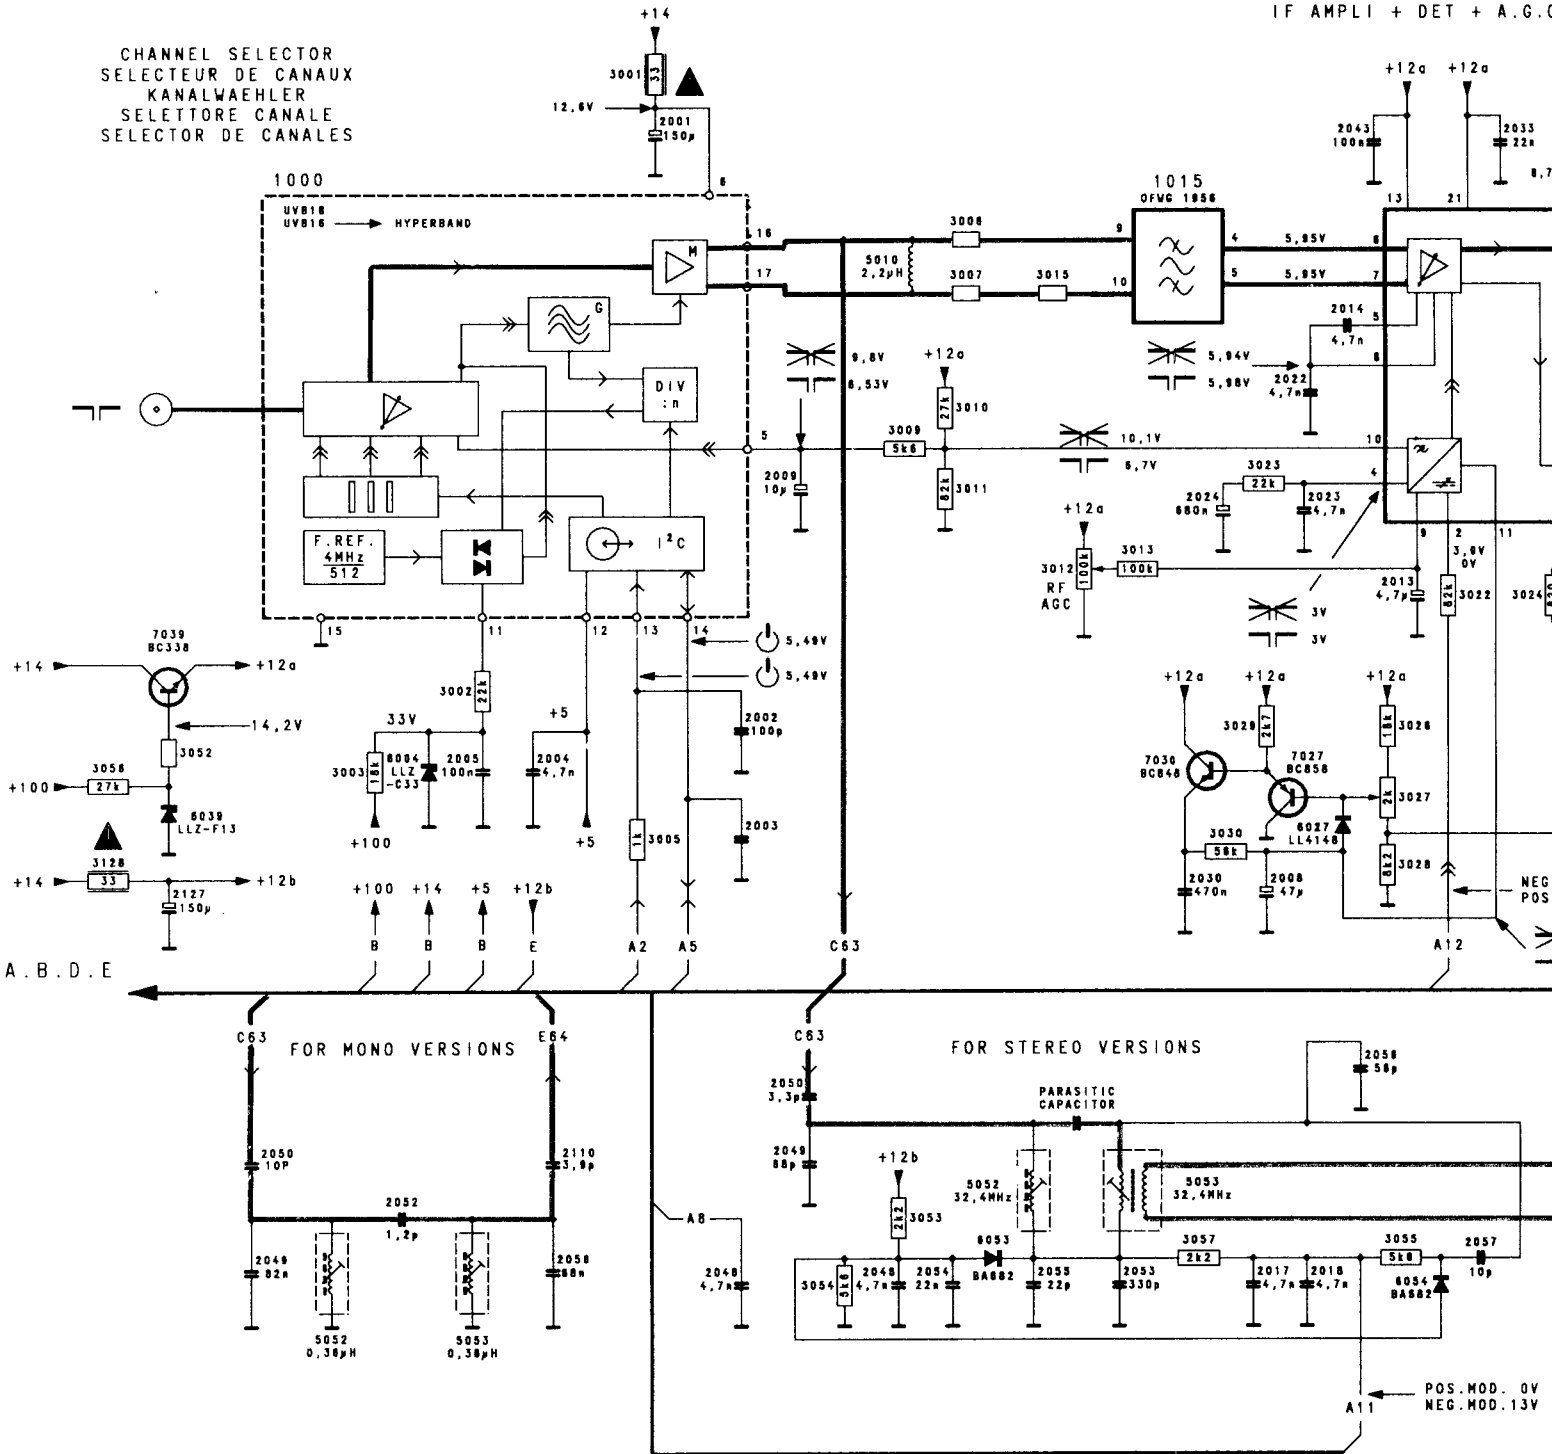 IF AMPLI + DET + A.G.C
CHANNEL SELECTOR
SELECTEUR DE CANAUX
KANALWAEHLER
SELETTORE CANALE
SELECTOR DE CANALES
+14
3001
33
12,6V
2001
150µ
6
1000
UV818
UV816 HYPERBAND
M
16
17
G
DIV
:n
5
F.REF.
4MHz
512
I²C
15
11
12
13
14
5,49V
5,49V
5010
2,2µH
3006
3007
3015
1015
OFWG 1956
9
10
4
5
5,95V
5,95V
+12a
+12a
2043
100n
2033
22n
13
21
6
7
5
8
2014
4,7n
2022
4,7n
5,94V
5,98V
9,8V
6,53V
+12a
27k
3010
3009
5k6
82k
3011
2009
10µ
10,1V
6,7V
10
4
3023
22k
2024
680n
2023
4,7n
+12a
3012
100k
RF
AGC
3013
100k
9
2
11
3,9V
0V
2013
4,7µ
82k
3022
3024
820
3V
3V
7039
BC338
+14
+12a
14,2V
3052
3056
27k
+100
6039
LLZ-F13
3128
33
+14
+12b
2127
150µ
3002
22k
33V
3003
18k
6004
LLZ
-C33
2005
100n
+100
+5
2004
4,7n
+5
2002
100p
2003
1k
3005
+12a
+12a
+12a
3029
2k7
7030
BC848
7027
BC858
18k
3026
2k
3027
6027
LL4148
3030
56k
8k2
3028
2030
470n
2008
47µ
NEG
POS
+100
+14
+5
+12b
B
B
B
E
A2
A5
C63
A12
A.B.D.E
C63
FOR MONO VERSIONS
E64
2050
10P
2110
3,9p
2052
1,2p
2049
82n
2058
68n
5052
0,36µH
5053
0,36µH
A8
2046
4,7n
C63
FOR STEREO VERSIONS
2050
3,3p
PARASITIC
CAPACITOR
2056
56p
2049
68p
+12b
2k2
3053
5052
32,4MHz
5053
32,4MHz
3054
5k6
2048
4,7n
2054
22n
6053
BA682
2055
22p
2053
330p
3057
2k2
2017
4,7n
2018
4,7n
3055
5k6
2057
10p
6054
BA682
A11
POS.MOD. 0V
NEG.MOD.13V